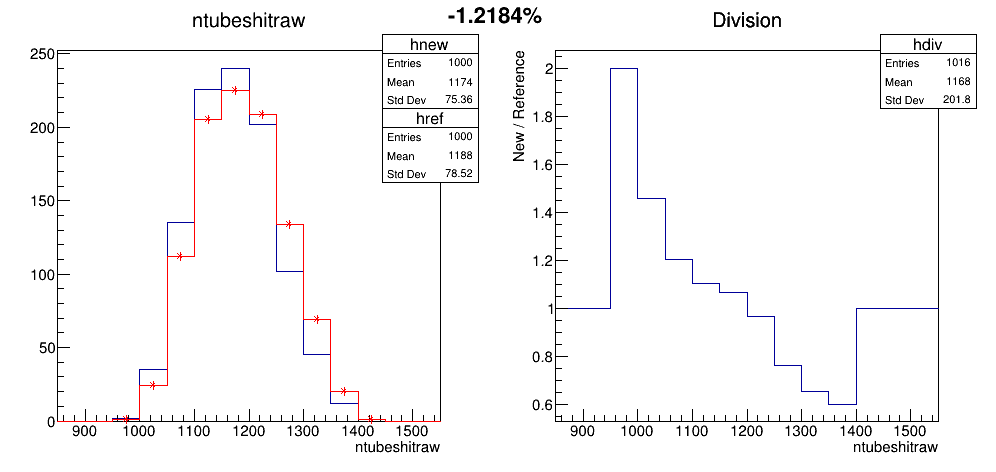 -1.2184%
ntubeshitraw
hnew
Entries 1000
Mean 1174
Std Dev 75.36
href
Entries 1000
Mean 1188
Std Dev 78.52
250
200
150
100
50
0
900 1000 1100 1200 1300 1400 1500
ntubeshitraw
Division
hdiv
Entries 1016
Mean 1168
Std Dev 201.8
New / Reference
2
1.8
1.6
1.4
1.2
1
0.8
0.6
900 1000 1100 1200 1300 1400 1500
ntubeshitraw